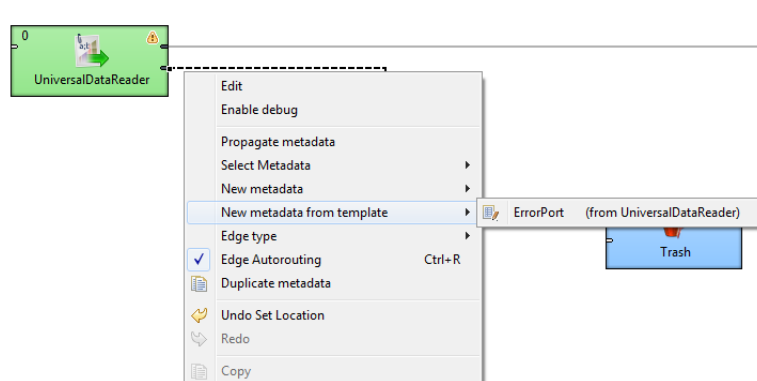 0
UniversalDataReader
Edit
Enable debug
Propagate metadata
Select Metadata
New metadata
New metadata from template
ErrorPort (from UniversalDataReader)
Edge type
Trash
Edge Autorouting Ctrl+R
Duplicate metadata
Undo Set Location
Redo
Copy